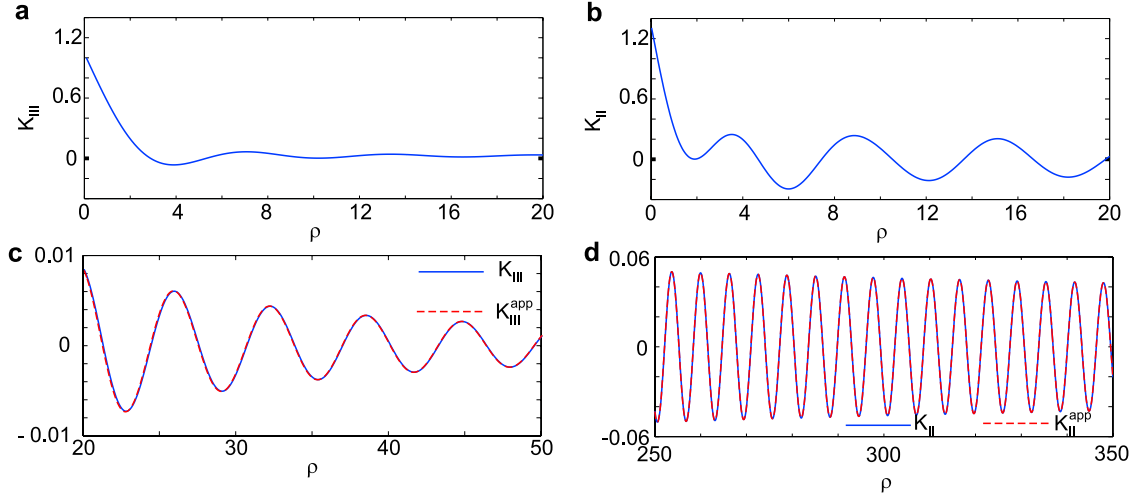 a
1.2
0.6
0
K_III
0 4 8 12 16 20
ρ
b
1.2
0.6
0
K_II
0 4 8 12 16 20
ρ
c
0.01
0
- 0.01
K_III
K_III^app
20 30 40 50
ρ
d
0.06
0
-0.06
K_II K_II^app
250 300 350
ρ